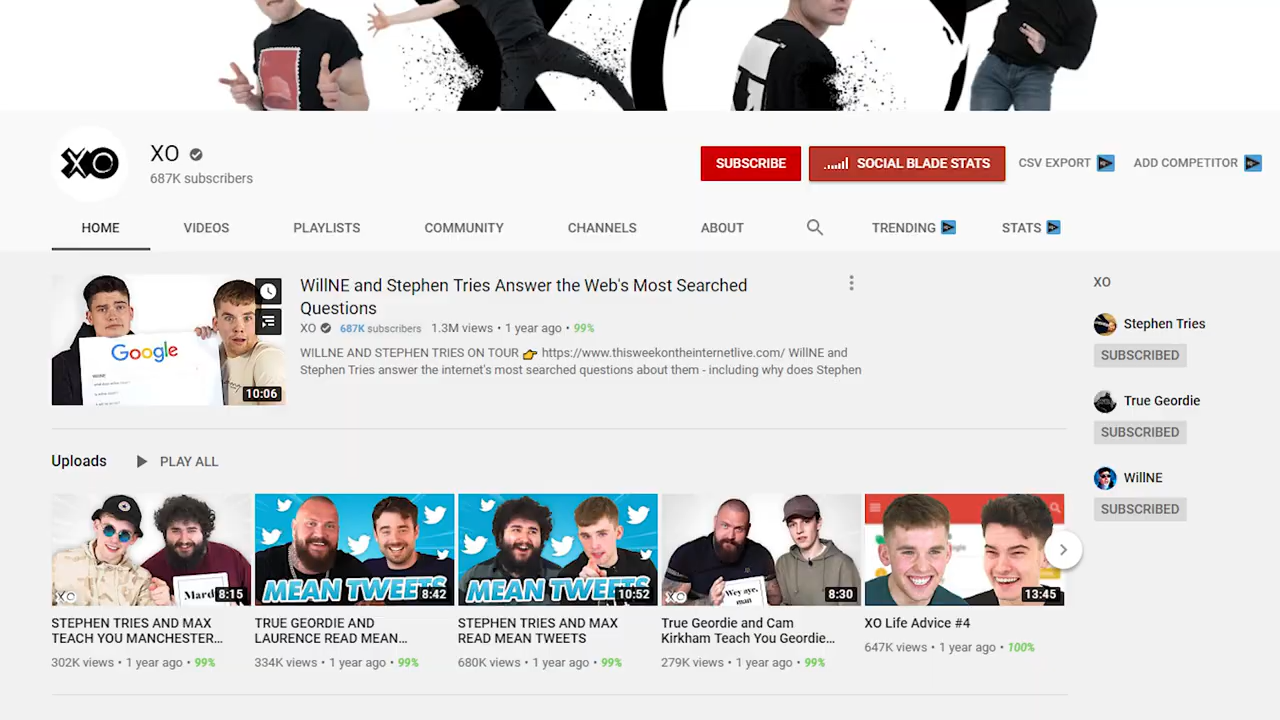 XO
XO
687K subscribers
SUBSCRIBE
SOCIAL BLADE STATS
CSV EXPORT
ADD COMPETITOR
HOME
VIDEOS
PLAYLISTS
COMMUNITY
CHANNELS
ABOUT
TRENDING
STATS
Google
10:06
WillNE and Stephen Tries Answer the Web's Most Searched
Questions
XO 687K subscribers 1.3M views • 1 year ago • 99%
WILLNE AND STEPHEN TRIES ON TOUR 👉 https://www.thisweekontheinternetlive.com/ WillNE and
Stephen Tries answer the internet's most searched questions about them - including why does Stephen
XO
Stephen Tries
SUBSCRIBED
True Geordie
SUBSCRIBED
WillNE
SUBSCRIBED
Uploads
PLAY ALL
XO
Mard
8:15
STEPHEN TRIES AND MAX
TEACH YOU MANCHESTER...
302K views • 1 year ago • 99%
MEAN TWEETS
8:42
TRUE GEORDIE AND
LAURENCE READ MEAN...
334K views • 1 year ago • 99%
MEAN TWEETS
10:52
STEPHEN TRIES AND MAX
READ MEAN TWEETS
680K views • 1 year ago • 99%
XO
Wey aye,
man
8:30
True Geordie and Cam
Kirkham Teach You Geordie...
279K views • 1 year ago • 99%
13:45
XO Life Advice #4
647K views • 1 year ago • 100%